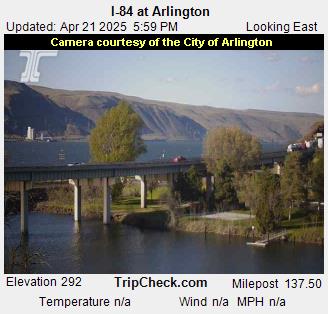 I-84 at Arlington
Updated: Apr 21 2025 5:59 PM Looking East
Camera courtesy of the City of Arlington
Elevation 292 TripCheck.com Milepost 137.50
Temperature n/a Wind n/a MPH n/a